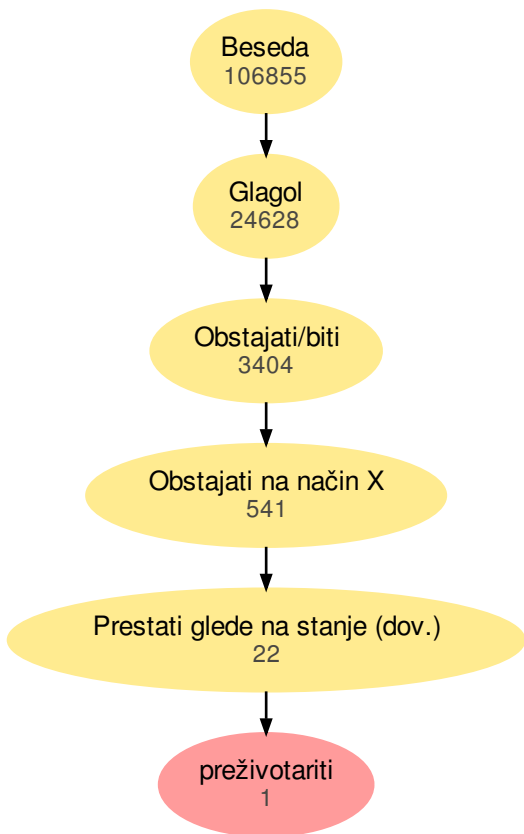 Beseda
106855
Glagol
24628
Obstajati/biti
3404
Obstajati na način X
541
Prestati glede na stanje (dov.)
22
preživotariti
1